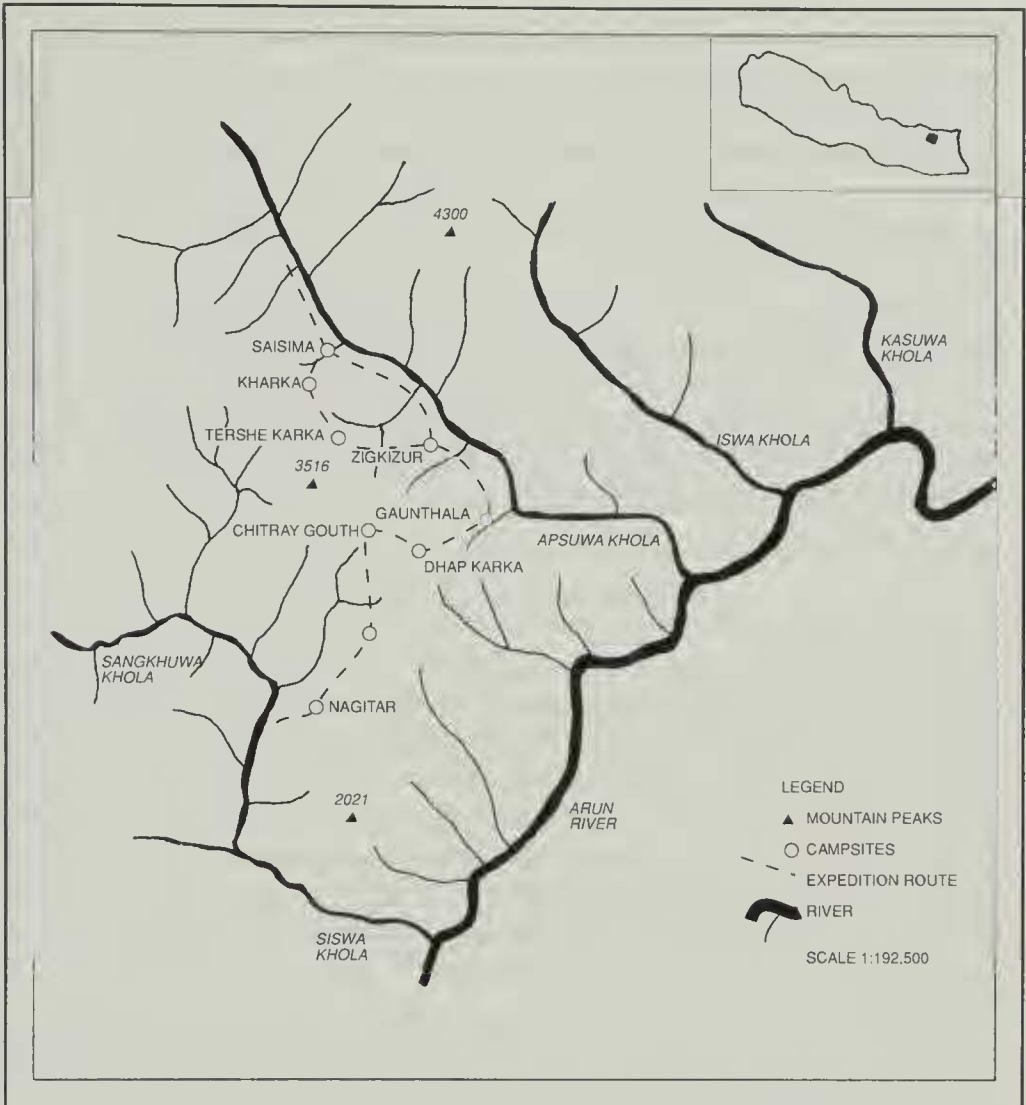 4300
KASUWA
KHOLA
SAISIMA
KHARKA
TERSHE KARKA
ZIGKIZUR
ISWA KHOLA
3516
GAUNTHALA
CHITRAY GOUTH
APSUWA KHOLA
DHAP KARKA
SANGKHUWA
KHOLA
NAGITAR
2021
ARUN
RIVER
SISWA
KHOLA
LEGEND
MOUNTAIN PEAKS
CAMPSITES
EXPEDITION ROUTE
RIVER
SCALE 1:192,500